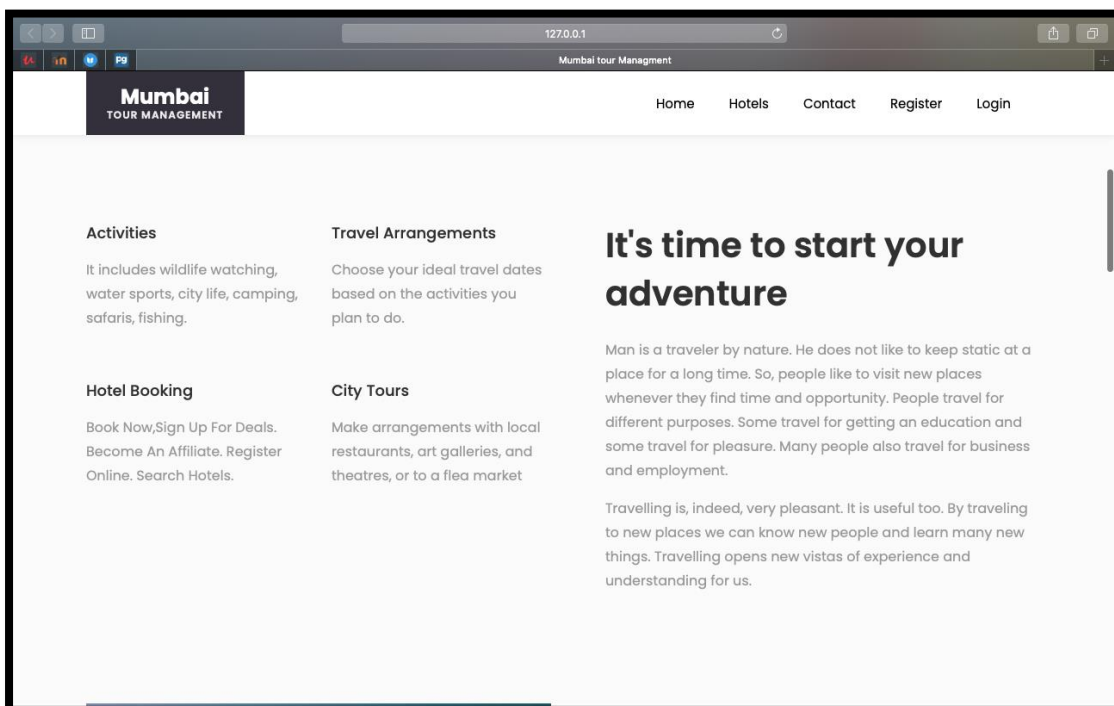 127.0.0.1
Mumbai tour Managment
Mumbai
TOUR MANAGEMENT
Home Hotels Contact Register Login
Activities
It includes wildlife watching,
water sports, city life, camping,
safaris, fishing.
Travel Arrangements
Choose your ideal travel dates
based on the activities you
plan to do.
Hotel Booking
Book Now,Sign Up For Deals.
Become An Affiliate. Register
Online. Search Hotels.
City Tours
Make arrangements with local
restaurants, art galleries, and
theatres, or to a flea market
It's time to start your
adventure
Man is a traveler by nature. He does not like to keep static at a
place for a long time. So, people like to visit new places
whenever they find time and opportunity. People travel for
different purposes. Some travel for getting an education and
some travel for pleasure. Many people also travel for business
and employment.
Travelling is, indeed, very pleasant. It is useful too. By traveling
to new places we can know new people and learn many new
things. Travelling opens new vistas of experience and
understanding for us.